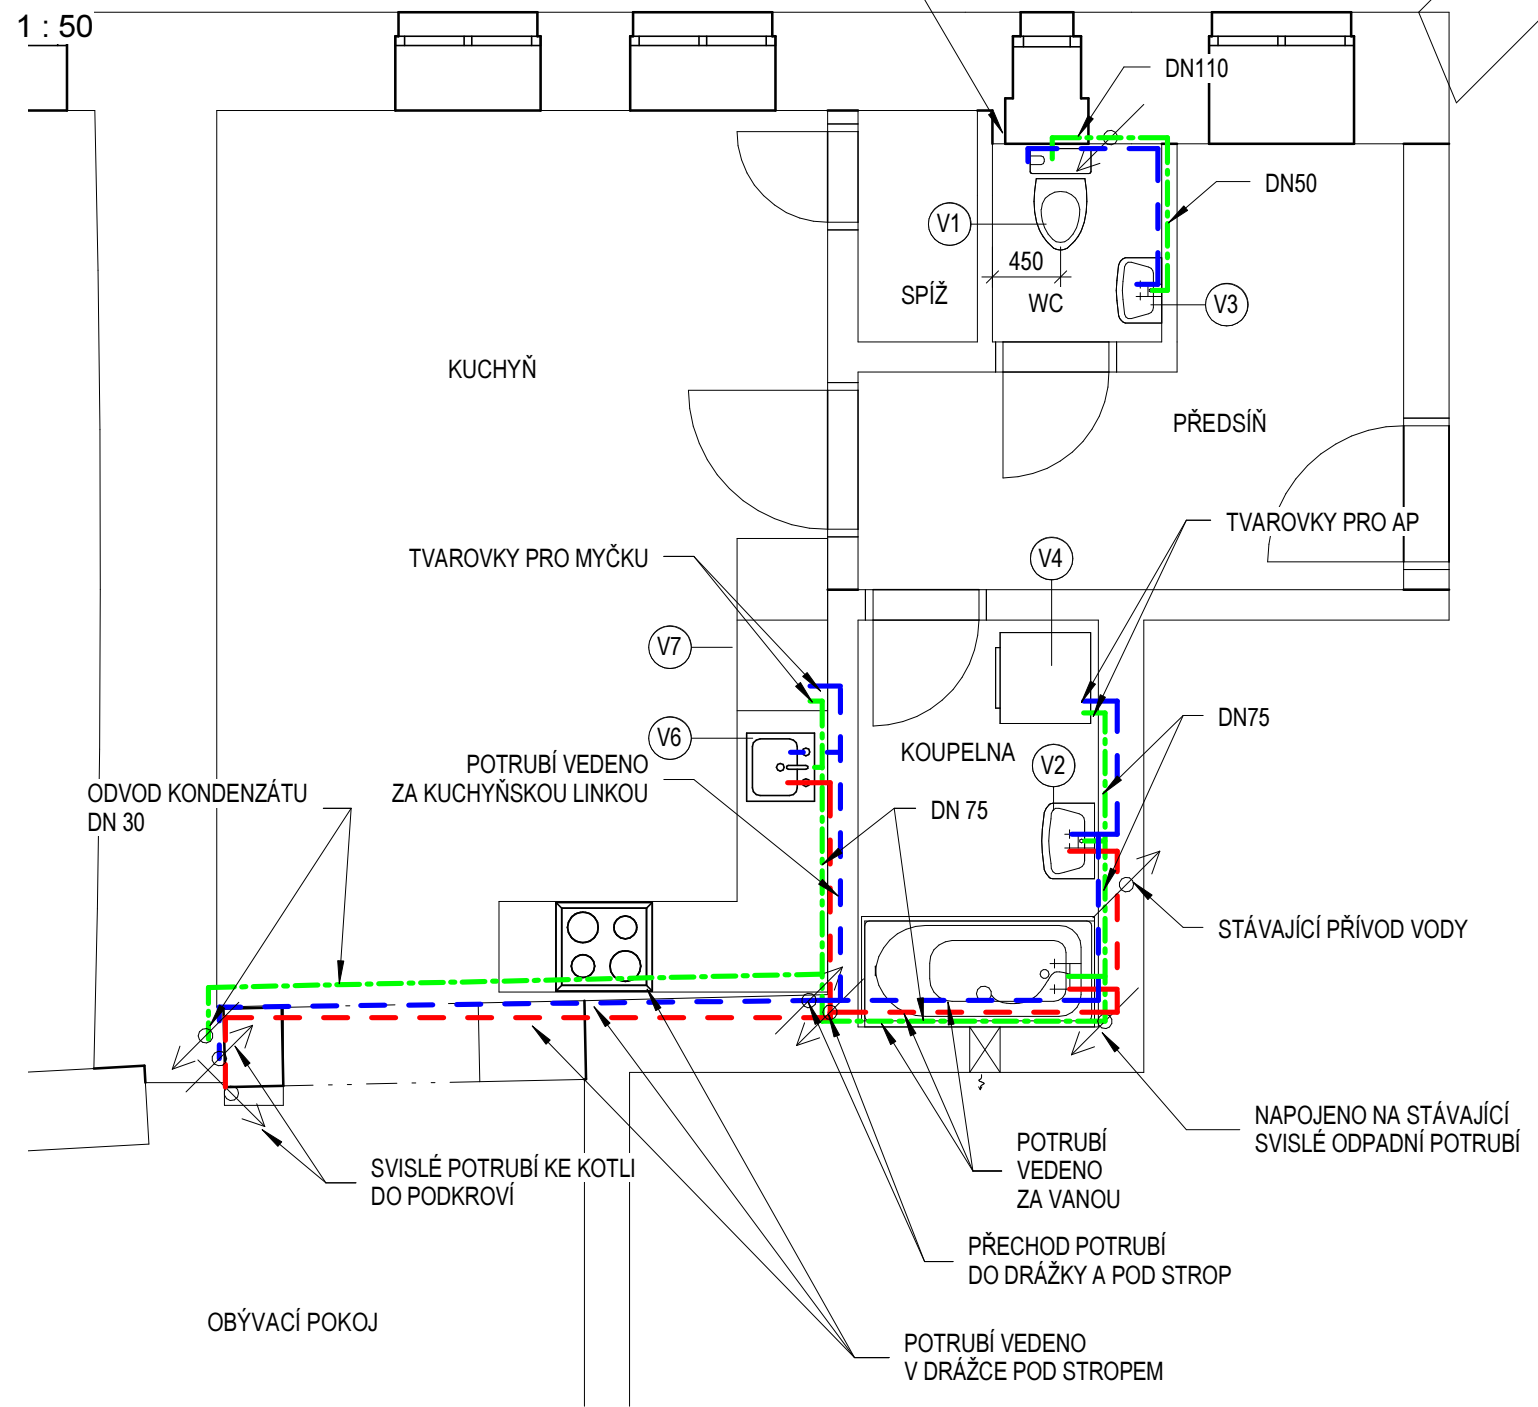 1 : 50
DN110
DN50
V1
450
SPÍŽ
WC
V3
KUCHYŇ
PŘEDSÍŇ
TVAROVKY PRO AP
TVAROVKY PRO MYČKU
V4
V7
DN75
V6
KOUPELNA
V2
POTRUBÍ VEDENO
ZA KUCHYŇSKOU LINKOU
ODVOD KONDENZÁTU
DN 30
DN 75
STÁVAJÍCÍ PŘÍVOD VODY
NAPOJENO NA STÁVAJÍCÍ
SVISLÉ ODPADNÍ POTRUBÍ
POTRUBÍ
VEDENO
ZA VANOU
SVISLÉ POTRUBÍ KE KOTLI
DO PODKROVÍ
PŘECHOD POTRUBÍ
DO DRÁŽKY A POD STROP
OBÝVACÍ POKOJ
POTRUBÍ VEDENO
V DRÁŽCE POD STROPEM